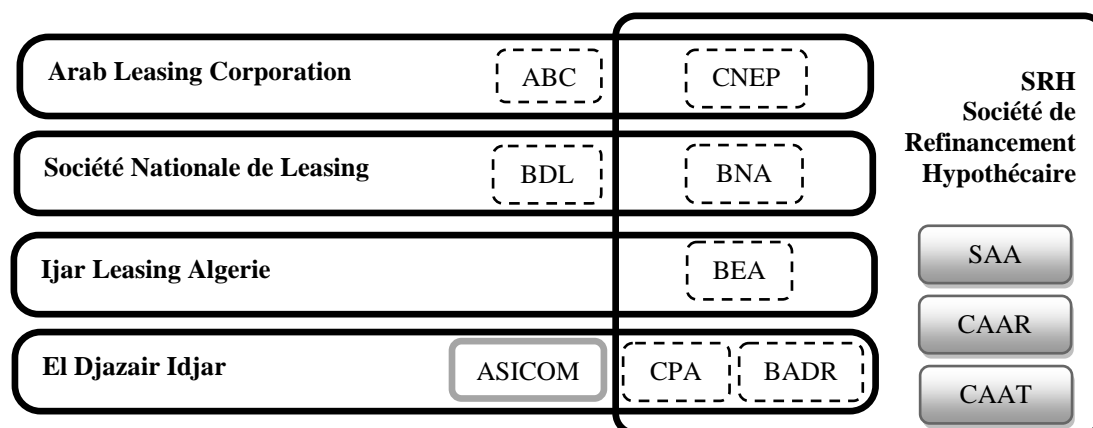 Arab Leasing Corporation
ABC
CNEP
SRH
Société de
Refinancement
Hypothécaire
Société Nationale de Leasing
BDL
BNA
Ijar Leasing Algerie
BEA
SAA
CAAR
El Djazair Idjar
ASICOM
CPA
BADR
CAAT